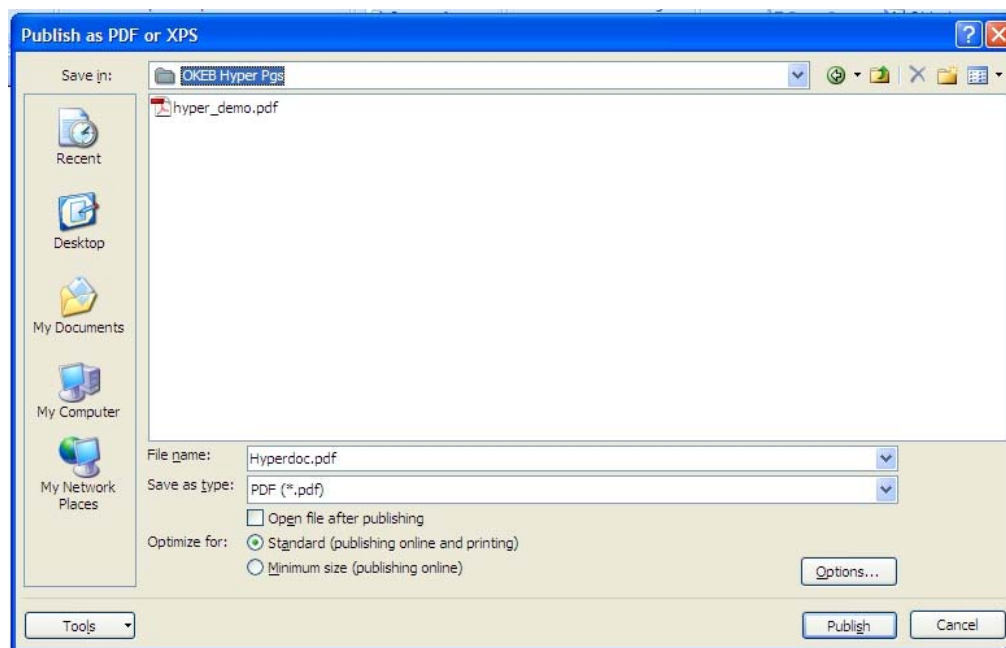 Publish as PDF or XPS
Save in:
OKEB Hyper Pgs
hyper_demo.pdf
Recent
Desktop
My Documents
My Computer
My Network
Places
File name:
Hyperdoc.pdf
Save as type:
PDF (*.pdf)
Open file after publishing
Optimize for:
Standard (publishing online and printing)
Minimum size (publishing online)
Options...
Tools
Publish
Cancel